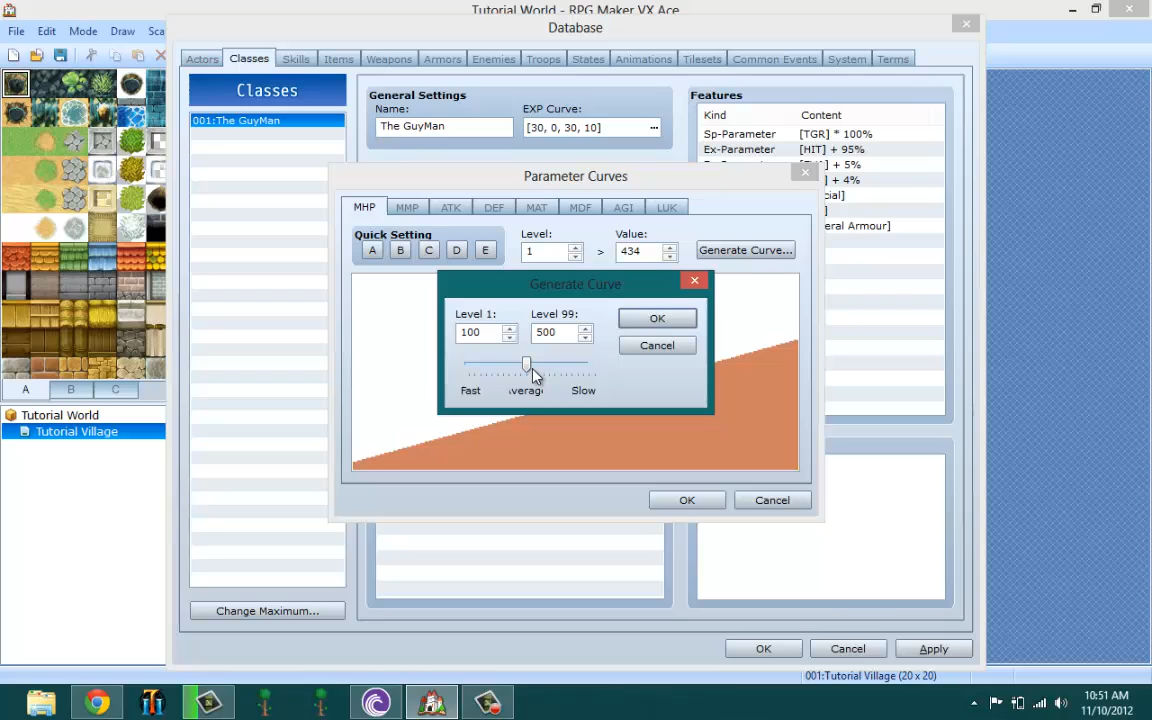 Tutorial World - RPG Maker VX Ace
File Edit Mode Draw Sca
Database
Actors Classes Skills Items Weapons Armors Enemies Troops States Animations Tilesets Common Events System Terms
Classes
001:The GuyMan
Change Maximum...
General Settings
Name: EXP Curve:
The GuyMan [30, 0, 30, 10] ...
Features
Kind Content
Sp-Parameter [TGR] * 100%
Ex-Parameter [HIT] + 95%
+ 5%
] + 4%
cial]
]
eral Armour]
Parameter Curves
MHP MMP ATK DEF MAT MDF AGI LUK
Quick Setting
A B C D E
Level: Value:
1 > 434 Generate Curve...
Generate Curve
Level 1: Level 99:
100 500
OK
Cancel
Fast Average Slow
OK Cancel
A B C
Tutorial World
Tutorial Village
OK Cancel Apply
001:Tutorial Village (20 x 20)
10:51 AM
11/10/2012